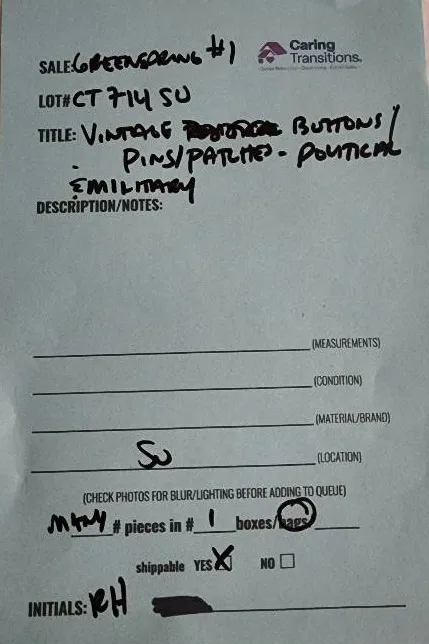 SALE: GREENSPRING #1
Caring Transitions®
LOT# CT 714 SU
TITLE: VINTAGE BUTTONS/
PINS/PATCHES - POLITICAL
& MILITARY
DESCRIPTION/NOTES:
(MEASUREMENTS)
(CONDITION)
(MATERIAL/BRAND)
SU (LOCATION)
(CHECK PHOTOS FOR BLUR/LIGHTING BEFORE ADDING TO QUEUE)
MANY # pieces in # 1 boxes/bags
shippable YES X NO
INITIALS: RH